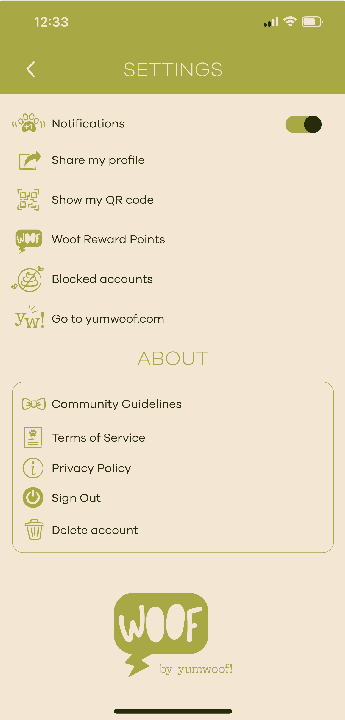 12:33
SETTINGS
Notifications
Share my profile
Show my QR code
WOOF
Woof Reward Points
Blocked accounts
yw!
Go to yumwoof.com
ABOUT
Community Guidelines
Terms of Service
Privacy Policy
Sign Out
Delete account
WOOF
by yumwoof!